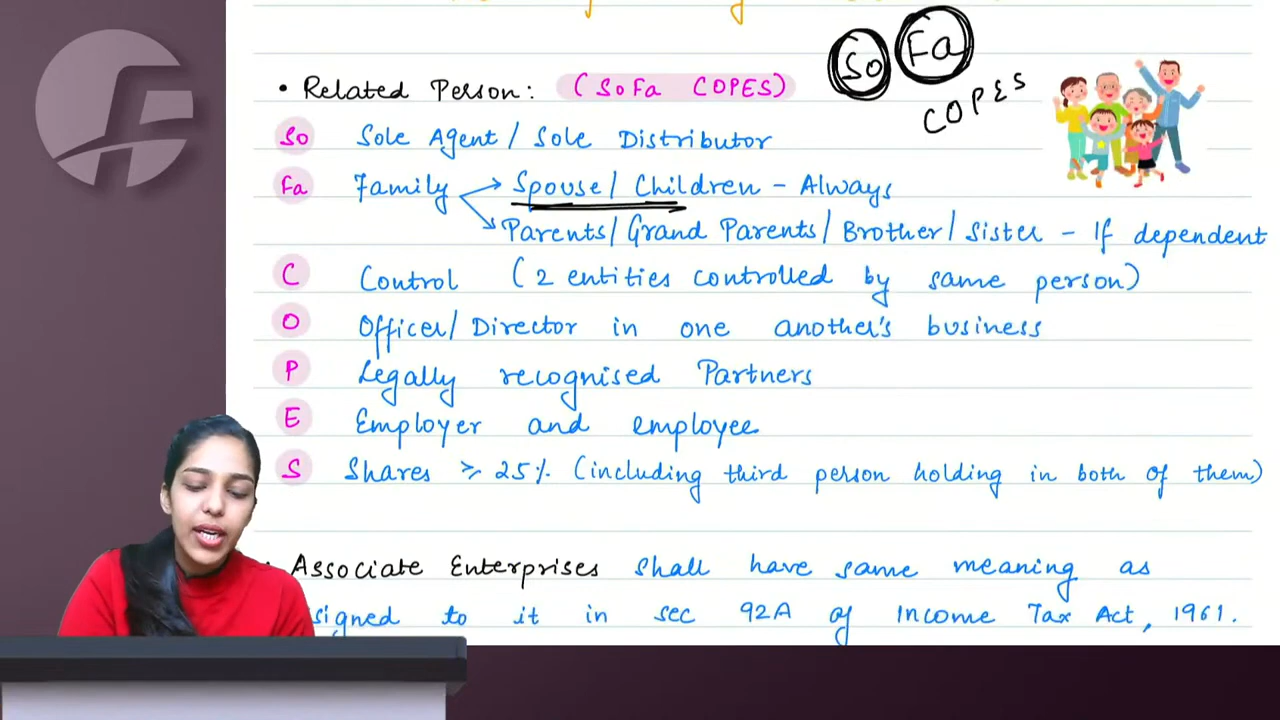 So Fa
COPES
• Related Person: (SoFa COPES)
So Sole Agent / Sole Distributor
Fa Family → Spouse / Children - Always
→ Parents / Grand Parents / Brother / Sister - If dependent
C Control (2 entities controlled by same person)
O Officer / Director in one another's business
P Legally recognised Partners
E Employer and employee
S Shares ≥ 25% (including third person holding in both of them)
• Associate Enterprises shall have same meaning as
signed to it in sec 92A of Income Tax Act, 1961.